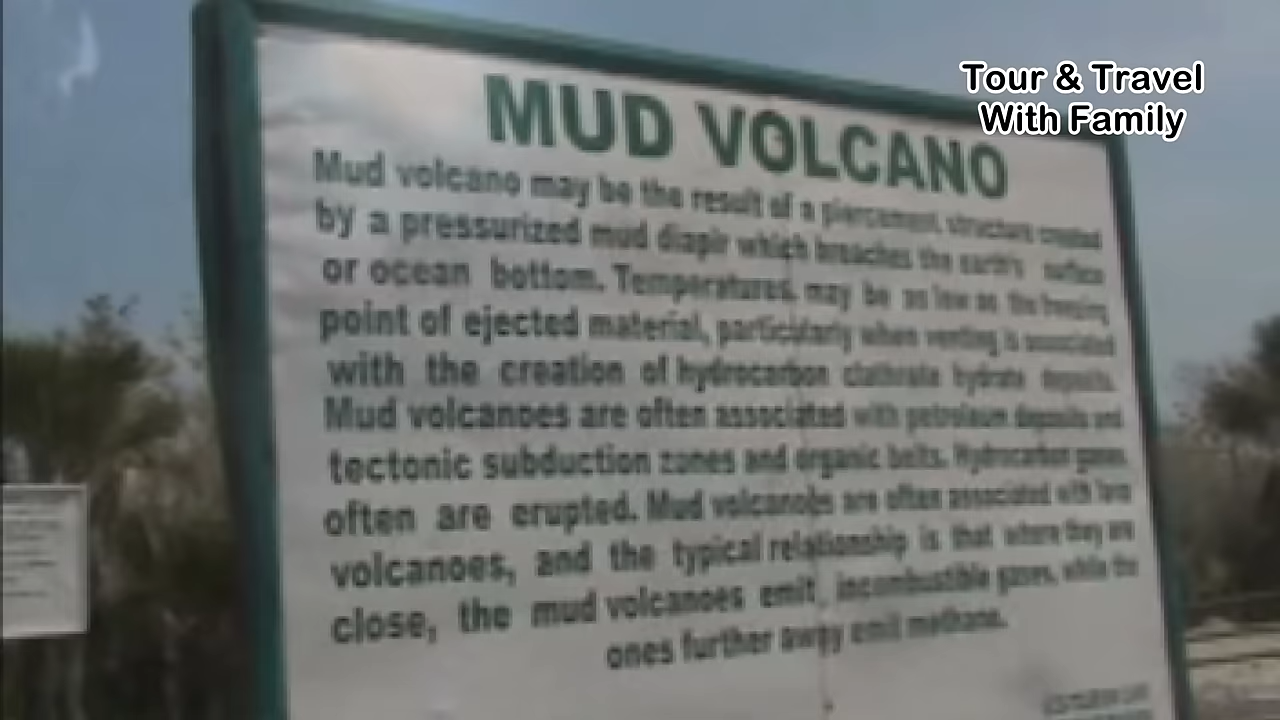 Tour & Travel
With Family
MUD VOLCANO
Mud volcano may be the result of a piercement structure created
by a pressurized mud diapir which breaches the earth's surface
or ocean bottom. Temperatures may be as low as the freezing
point of ejected material, particularly when venting is associated
with the creation of hydrocarbon clathrate hydrate deposits.
Mud volcanoes are often associated with petroleum deposits and
tectonic subduction zones and organic belts. Hydrocarbon gases
often are erupted. Mud volcanoes are often associated with lava
volcanoes, and the typical relationship is that where they are
close, the mud volcanoes emit incombustible gases, while the
ones further away emit methane.